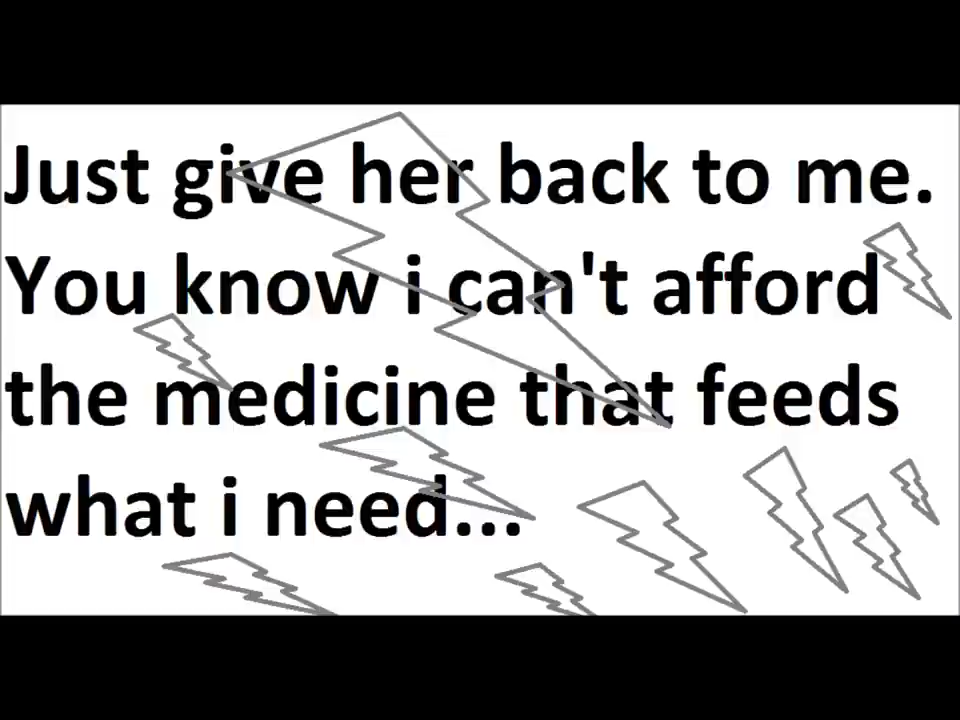 Just give her back to me.
You know i can't afford
the medicine that feeds
what i need...